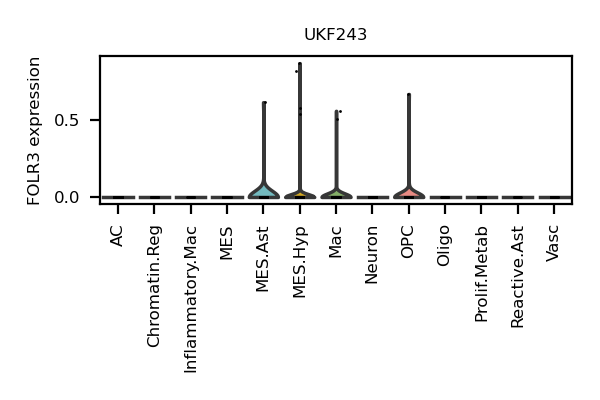 UKF243
FOLR3 expression
0.5
0.0
AC
Chromatin.Reg
Inflammatory.Mac
MES
MES.Ast
MES.Hyp
Mac
Neuron
OPC
Oligo
Prolif.Metab
Reactive.Ast
Vasc